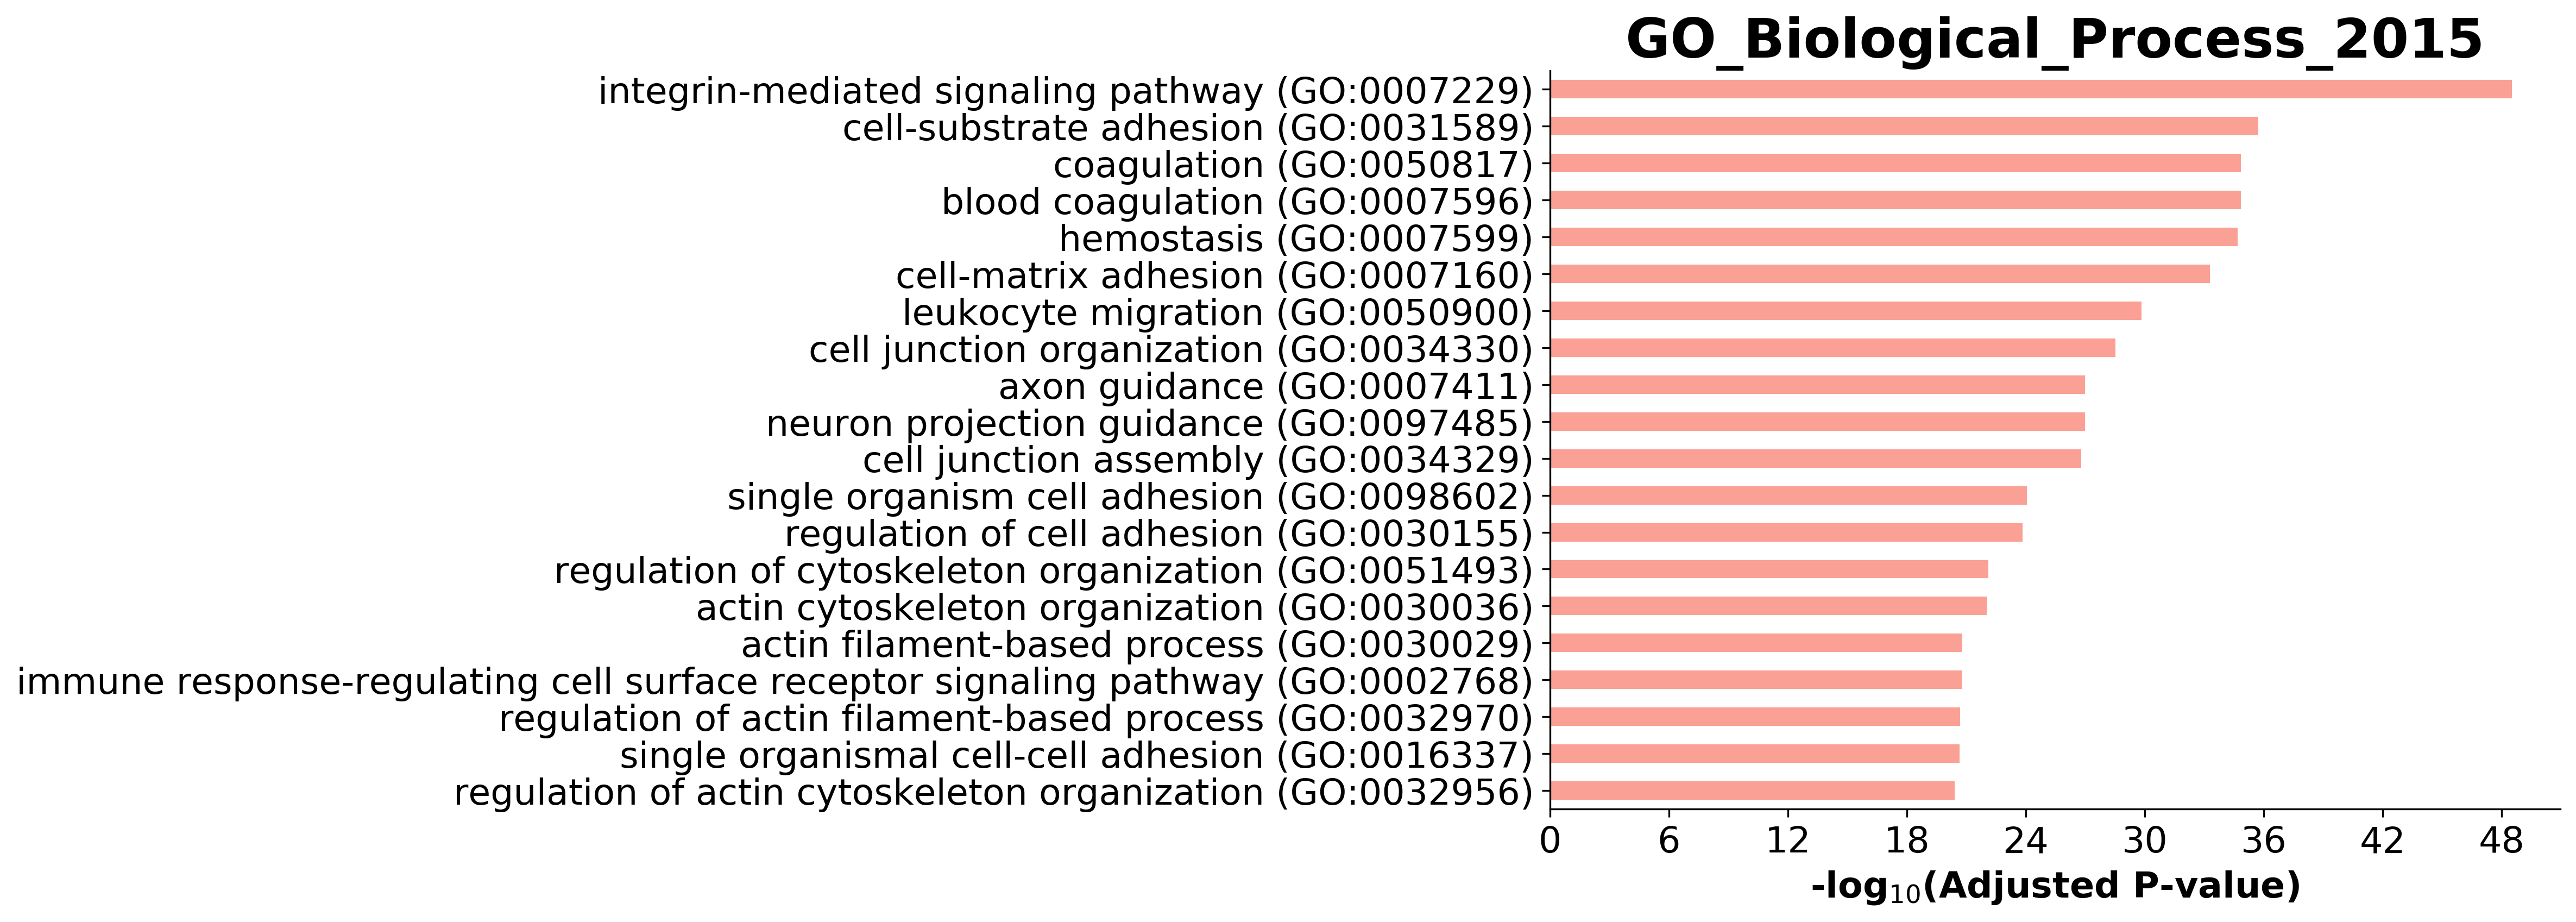 GO_Biological_Process_2015
integrin-mediated signaling pathway (GO:0007229)
cell-substrate adhesion (GO:0031589)
coagulation (GO:0050817)
blood coagulation (GO:0007596)
hemostasis (GO:0007599)
cell-matrix adhesion (GO:0007160)
leukocyte migration (GO:0050900)
cell junction organization (GO:0034330)
axon guidance (GO:0007411)
neuron projection guidance (GO:0097485)
cell junction assembly (GO:0034329)
single organism cell adhesion (GO:0098602)
regulation of cell adhesion (GO:0030155)
regulation of cytoskeleton organization (GO:0051493)
actin cytoskeleton organization (GO:0030036)
actin filament-based process (GO:0030029)
immune response-regulating cell surface receptor signaling pathway (GO:0002768)
regulation of actin filament-based process (GO:0032970)
single organismal cell-cell adhesion (GO:0016337)
regulation of actin cytoskeleton organization (GO:0032956)
0 6 12 18 24 30 36 42 48
-log₁₀(Adjusted P-value)